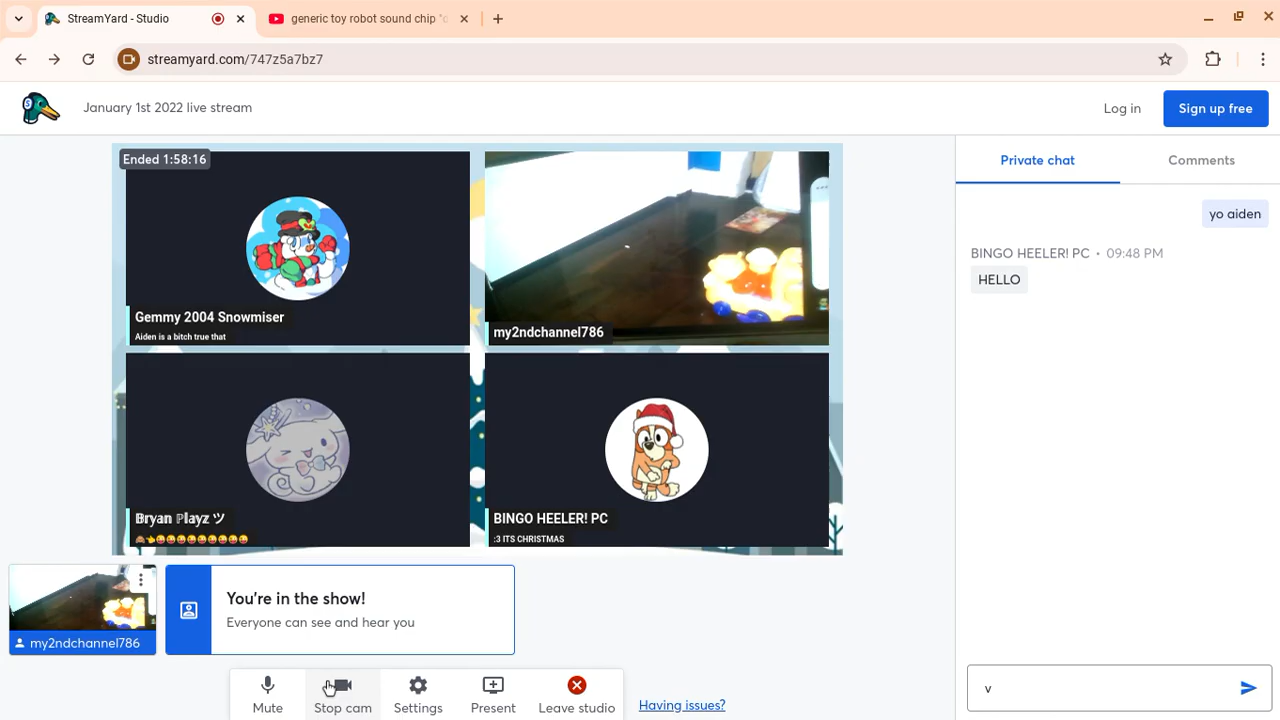 StreamYard - Studio
generic toy robot sound chip "d
streamyard.com/747z5a7bz7
January 1st 2022 live stream
Log in
Sign up free
Ended 1:58:16
Gemmy 2004 Snowmiser
Aiden is a bitch true that
my2ndchannel786
Bryan Playz ツ
BINGO HEELER! PC
:3 ITS CHRISTMAS
Private chat
Comments
yo aiden
BINGO HEELER! PC • 09:48 PM
HELLO
my2ndchannel786
You're in the show!
Everyone can see and hear you
Mute
Stop cam
Settings
Present
Leave studio
Having issues?
v